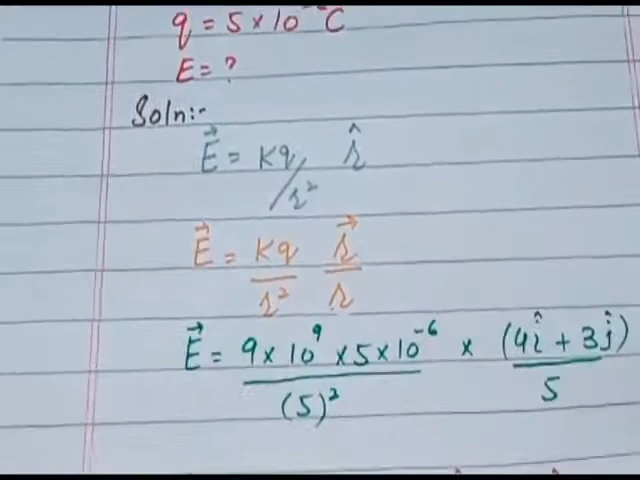 q = 5 × 10 C
E = ?
Soln:-
E⃗ = Kq/r² r̂
E⃗ = Kq/r² r⃗/r
E⃗ = 9 × 10⁹ × 5 × 10⁻⁶/(5)² × (4î + 3ĵ)/5